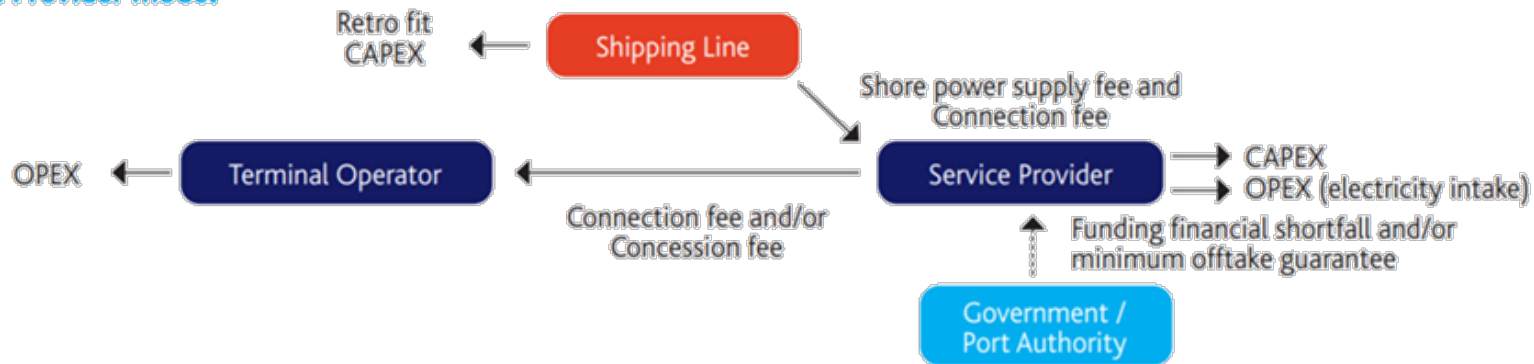 Retro fit
CAPEX
Shipping Line
Shore power supply fee and
Connection fee
OPEX
Terminal Operator
Service Provider
CAPEX
OPEX (electricity intake)
Connection fee and/or
Concession fee
Funding financial shortfall and/or
minimum offtake guarantee
Government /
Port Authority